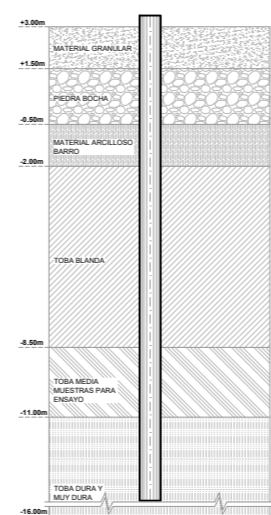 +3.00m
MATERIAL GRANULAR
+1.50m
PIEDRA BOCHA
-0.50m
MATERIAL ARCILLOSO
BARRO
-2.00m
TOBA BLANDA
-8.50m
TOBA MEDIA
MUESTRAS PARA
ENSAYO
-11.00m
TOBA DURA Y
MUY DURA
-16.00m